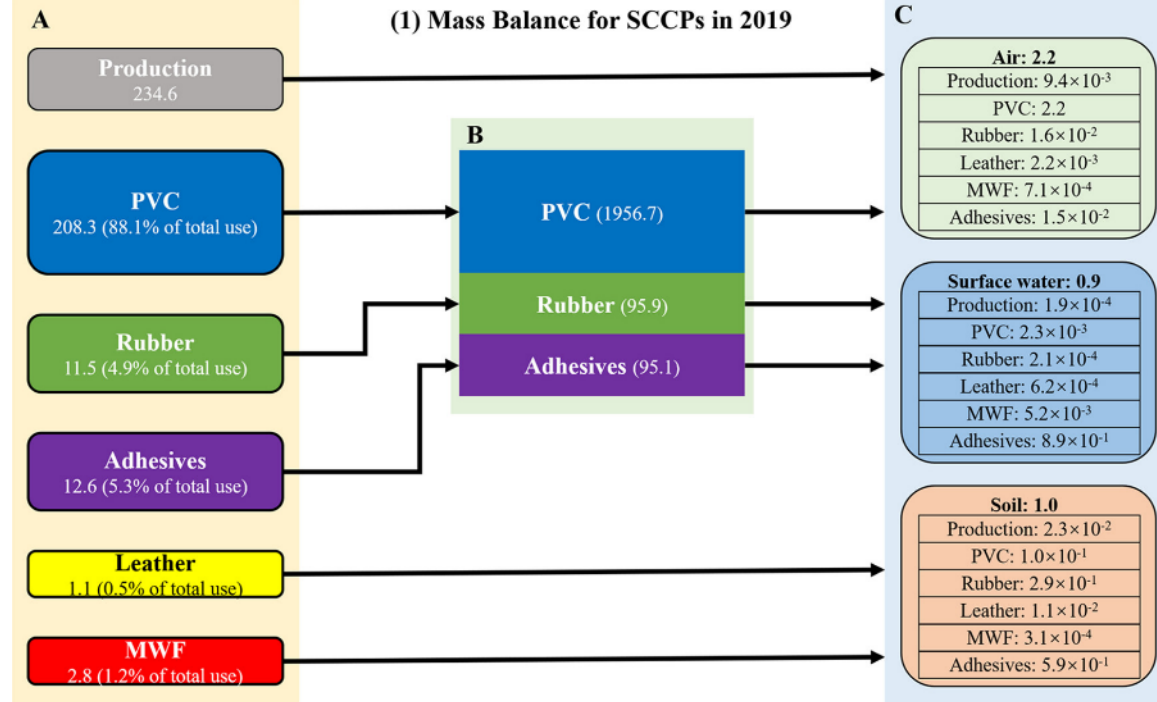 A
(1) Mass Balance for SCCPs in 2019
C
Production
234.6
PVC
208.3 (88.1% of total use)
Rubber
11.5 (4.9% of total use)
Adhesives
12.6 (5.3% of total use)
Leather
1.1 (0.5% of total use)
MWF
2.8 (1.2% of total use)
B
PVC (1956.7)
Rubber (95.9)
Adhesives (95.1)
Air: 2.2
Production: 9.4×10⁻³
PVC: 2.2
Rubber: 1.6×10⁻²
Leather: 2.2×10⁻³
MWF: 7.1×10⁻⁴
Adhesives: 1.5×10⁻²
Surface water: 0.9
Production: 1.9×10⁻⁴
PVC: 2.3×10⁻³
Rubber: 2.1×10⁻⁴
Leather: 6.2×10⁻⁴
MWF: 5.2×10⁻³
Adhesives: 8.9×10⁻¹
Soil: 1.0
Production: 2.3×10⁻²
PVC: 1.0×10⁻¹
Rubber: 2.9×10⁻¹
Leather: 1.1×10⁻²
MWF: 3.1×10⁻⁴
Adhesives: 5.9×10⁻¹